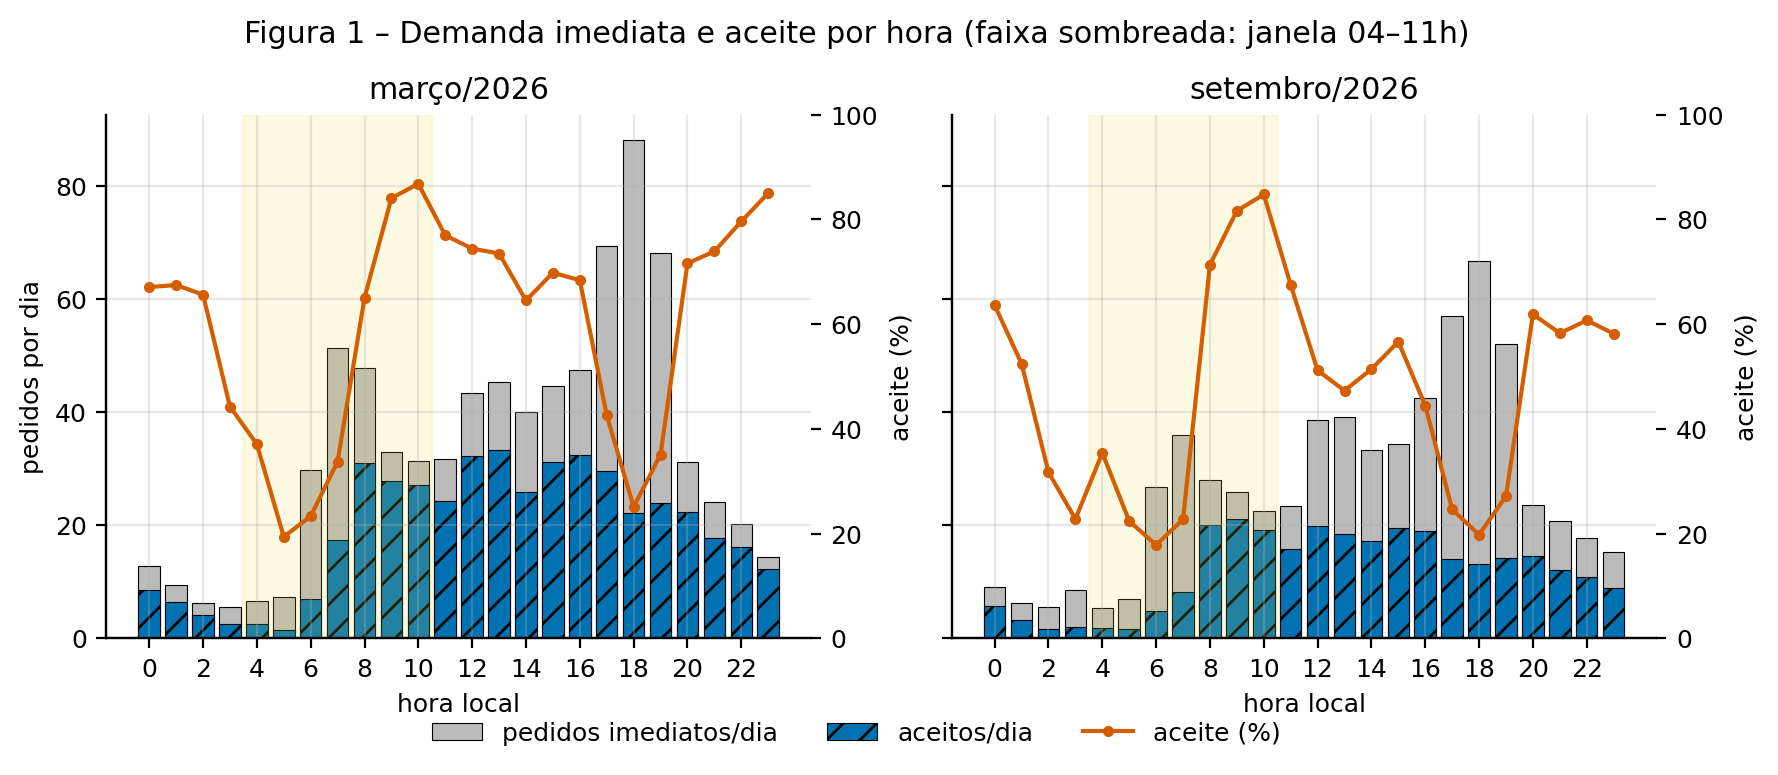 Figura 1 – Demanda imediata e aceite por hora (faixa sombreada: janela 04–11h)
março/2026
pedidos por dia
0
20
40
60
80
0
20
40
60
80
100
aceite (%)
0 2 4 6 8 10 12 14 16 18 20 22
hora local
setembro/2026
0
20
40
60
80
100
aceite (%)
0 2 4 6 8 10 12 14 16 18 20 22
hora local
pedidos imediatos/dia
aceitos/dia
aceite (%)